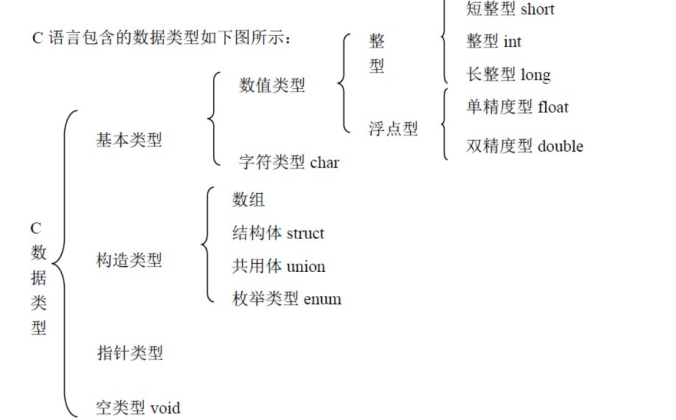 短整型 short
C 语言包含的数据类型如下图所示：
整
型
整型 int
长整型 long
数值类型
单精度型 float
浮点型
双精度型 double
基本类型
字符类型 char
数组
结构体 struct
共用体 union
枚举类型 enum
构造类型
C
数
据
类
型
指针类型
空类型 void